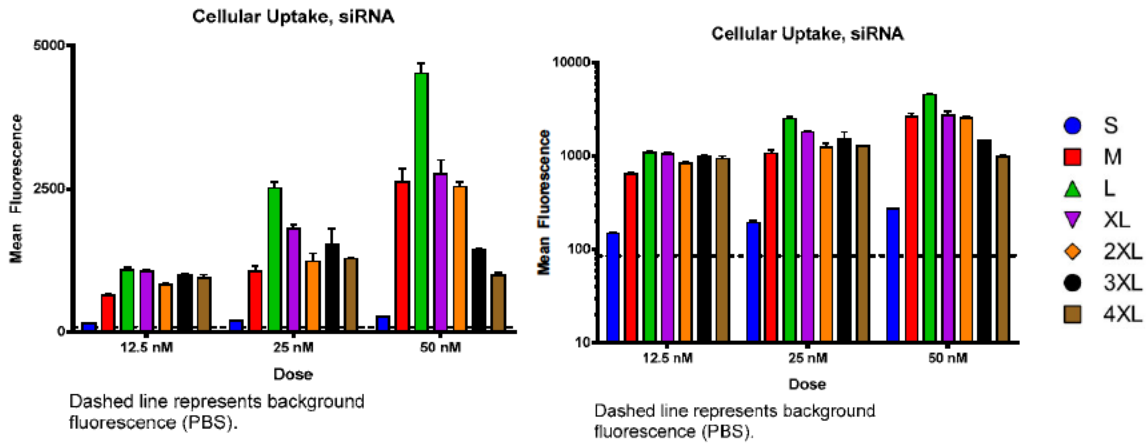 Cellular Uptake, siRNA
5000
2500
0
Mean Fluorescence
12.5 nM
25 nM
50 nM
Dose
Dashed line represents background
fluorescence (PBS).
Cellular Uptake, siRNA
10000
1000
100
10
Mean Fluorescence
12.5 nM
25 nM
50 nM
Dose
Dashed line represents background
fluorescence (PBS).
S
M
L
XL
2XL
3XL
4XL